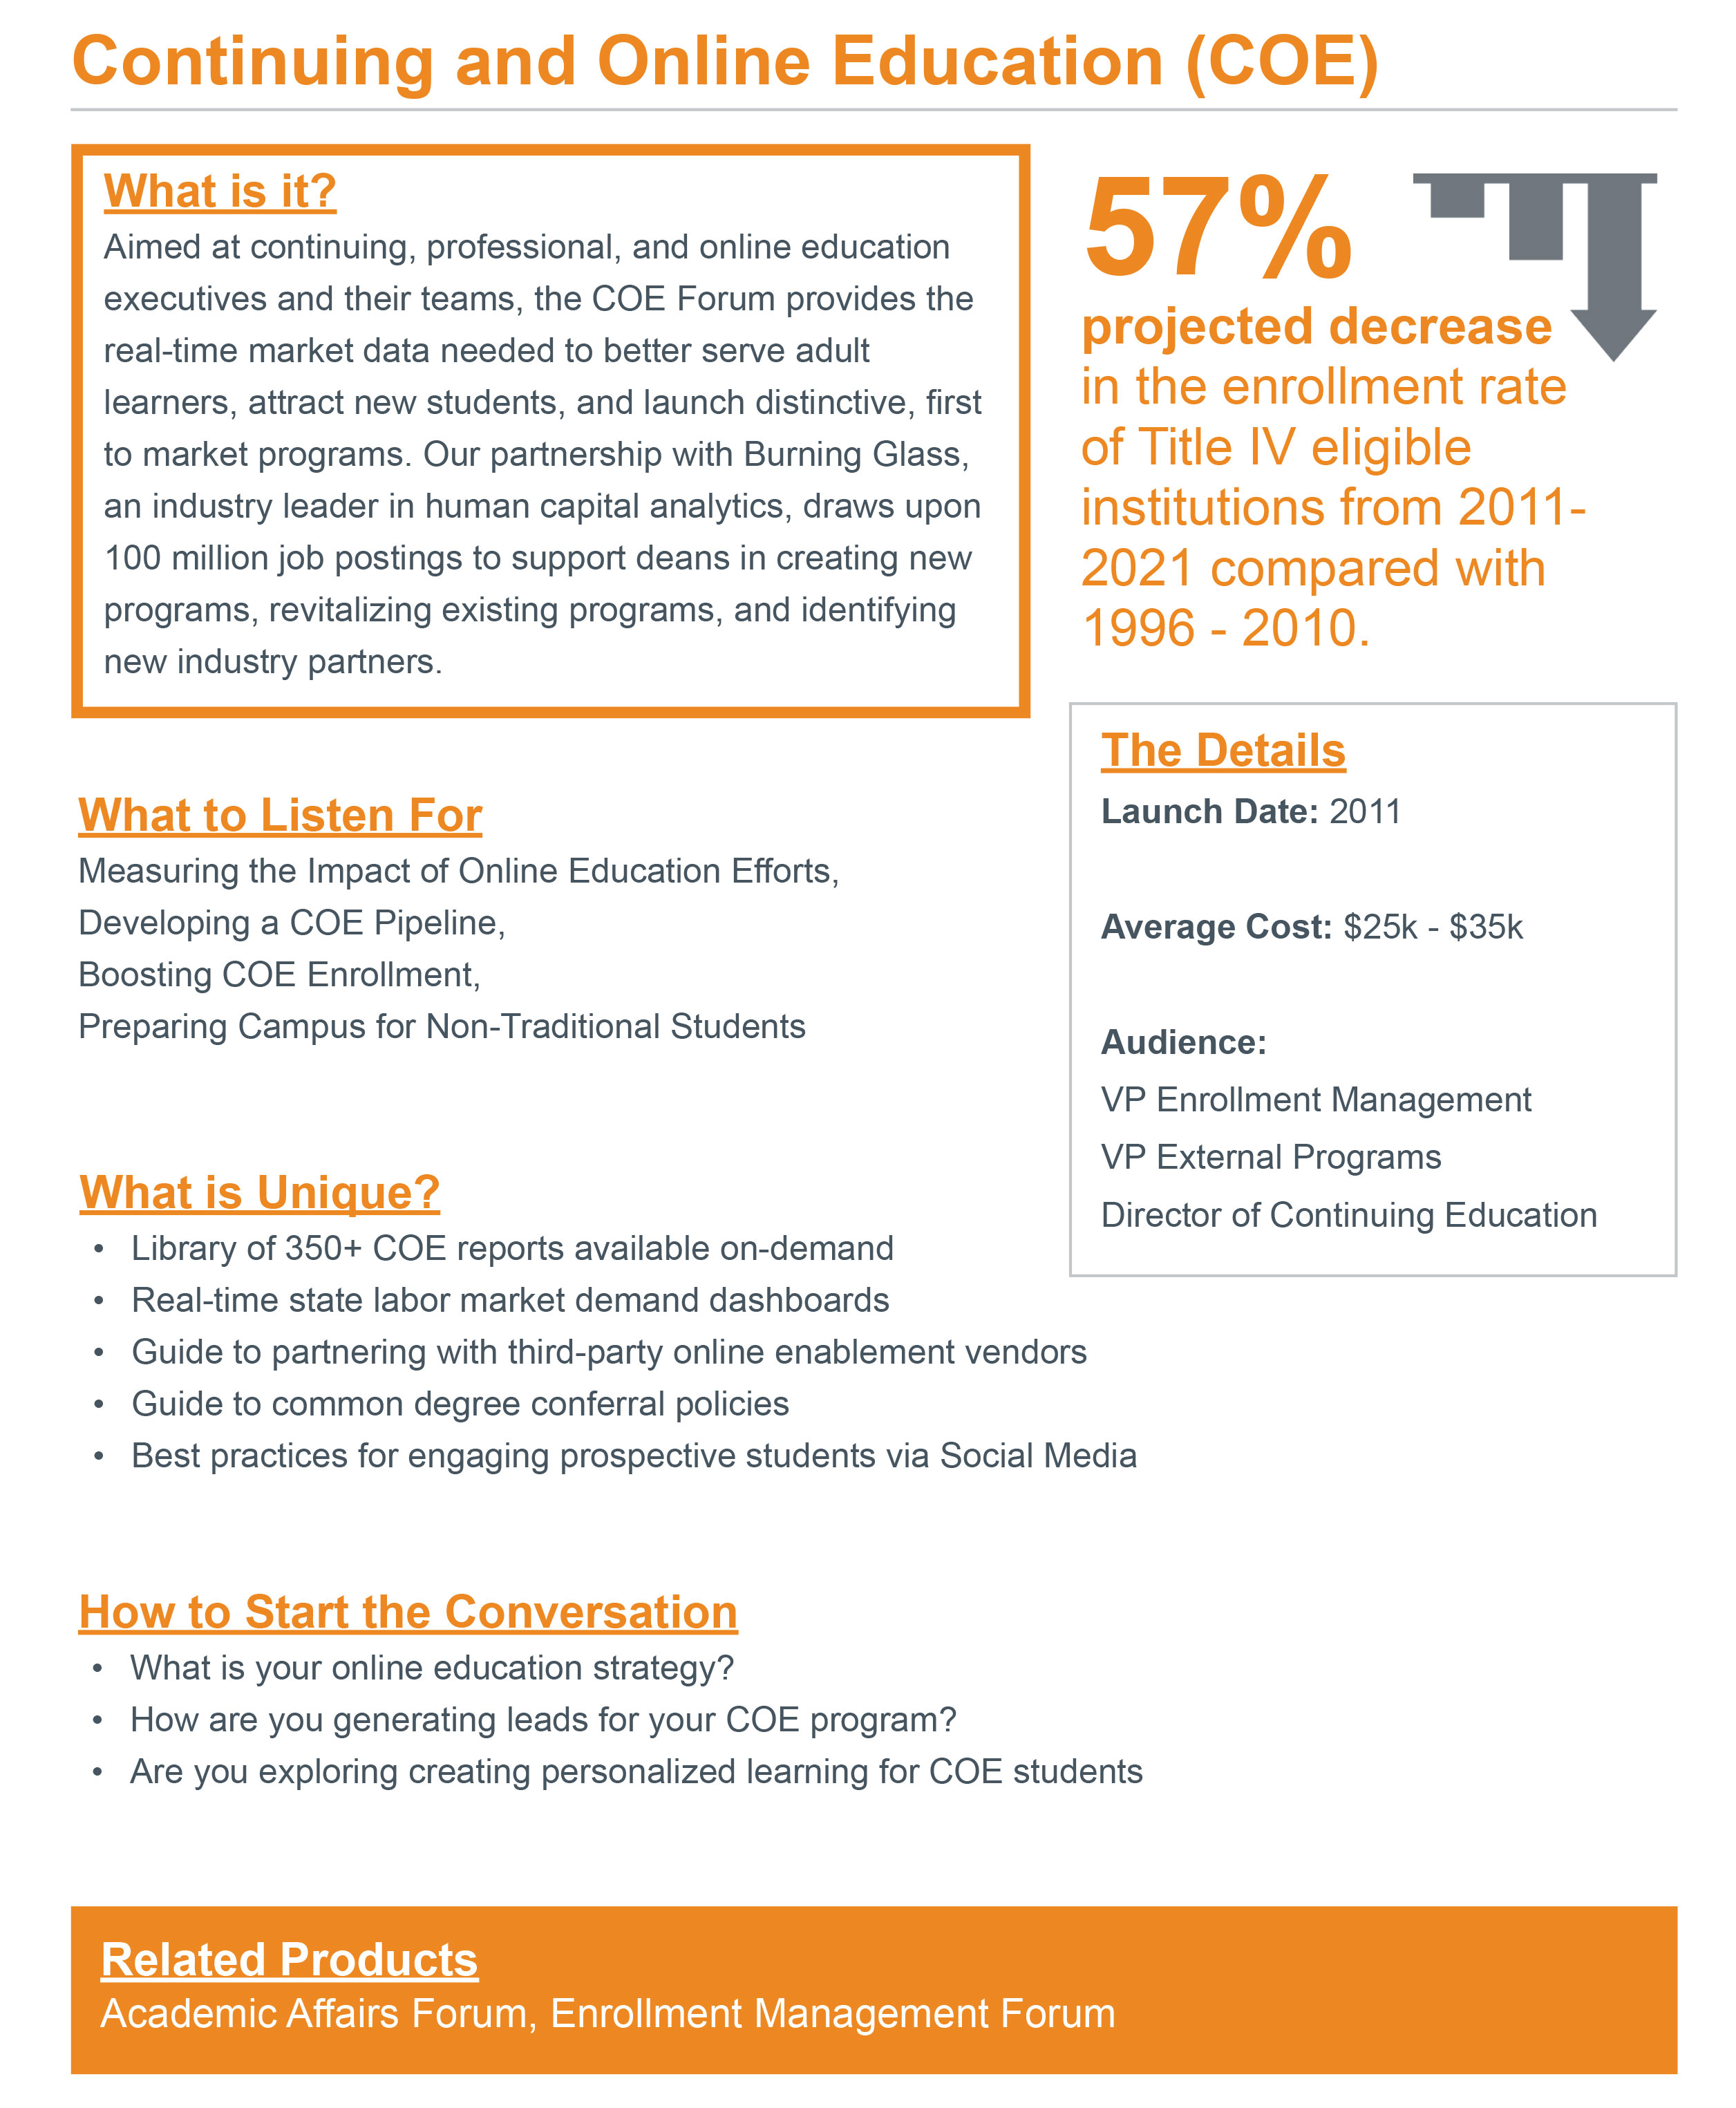 Continuing and Online Education (COE)
What is it?
Aimed at continuing, professional, and online education
executives and their teams, the COE Forum provides the
real-time market data needed to better serve adult
learners, attract new students, and launch distinctive, first
to market programs. Our partnership with Burning Glass,
an industry leader in human capital analytics, draws upon
100 million job postings to support deans in creating new
programs, revitalizing existing programs, and identifying
new industry partners.
57%
projected decrease
in the enrollment rate
of Title IV eligible
institutions from 2011-
2021 compared with
1996 - 2010.
What to Listen For
Measuring the Impact of Online Education Efforts,
Developing a COE Pipeline,
Boosting COE Enrollment,
Preparing Campus for Non-Traditional Students
The Details
Launch Date: 2011
Average Cost: $25k - $35k
Audience:
VP Enrollment Management
VP External Programs
Director of Continuing Education
What is Unique?
• Library of 350+ COE reports available on-demand
• Real-time state labor market demand dashboards
• Guide to partnering with third-party online enablement vendors
• Guide to common degree conferral policies
• Best practices for engaging prospective students via Social Media
How to Start the Conversation
• What is your online education strategy?
• How are you generating leads for your COE program?
• Are you exploring creating personalized learning for COE students
Related Products
Academic Affairs Forum, Enrollment Management Forum